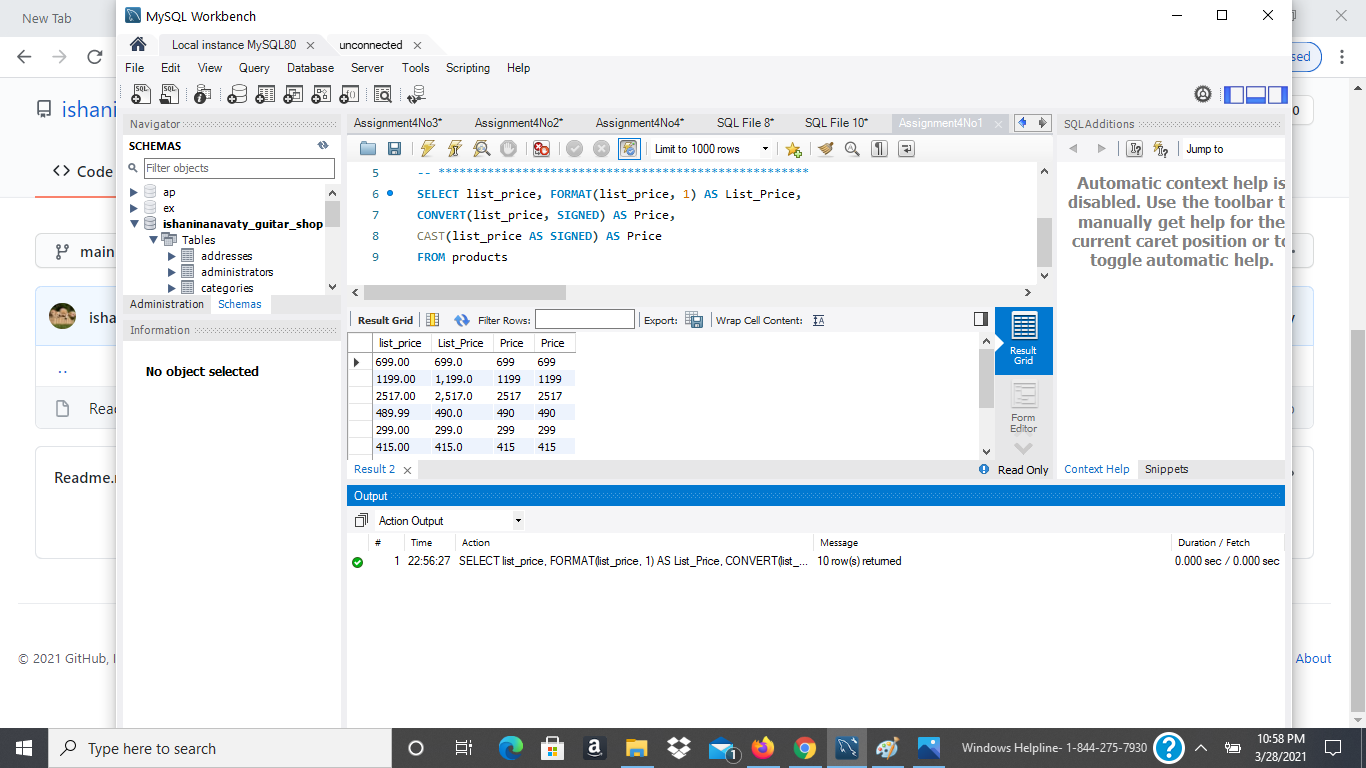 New Tab
MySQL Workbench
Local instance MySQL80
unconnected
File Edit View Query Database Server Tools Scripting Help
ishani
Code
main
isha
..
Read
Readme.
© 2021 GitHub, I
About
Navigator
SCHEMAS
Filter objects
ap
ex
ishaninanavaty_guitar_shop
Tables
addresses
administrators
categories
Administration Schemas
Information
No object selected
Assignment4No3* Assignment4No2* Assignment4No4* SQL File 8* SQL File 10* Assignment4No1
Limit to 1000 rows
5 -- *****************************************************
6 SELECT list_price, FORMAT(list_price, 1) AS List_Price,
7 CONVERT(list_price, SIGNED) AS Price,
8 CAST(list_price AS SIGNED) AS Price
9 FROM products
Result Grid Filter Rows: Export: Wrap Cell Content:
list_price List_Price Price Price
699.00 699.0 699 699
1199.00 1,199.0 1199 1199
2517.00 2,517.0 2517 2517
489.99 490.0 490 490
299.00 299.0 299 299
415.00 415.0 415 415
Result
Grid
Form
Editor
Result 2
Read Only
SQLAdditions
Jump to
Automatic context help is
disabled. Use the toolbar t
manually get help for the
current caret position or to
toggle automatic help.
Context Help Snippets
Output
Action Output
# Time Action Message Duration / Fetch
1 22:56:27 SELECT list_price, FORMAT(list_price, 1) AS List_Price, CONVERT(list_... 10 row(s) returned 0.000 sec / 0.000 sec
Type here to search
Windows Helpline- 1-844-275-7930
10:58 PM
3/28/2021